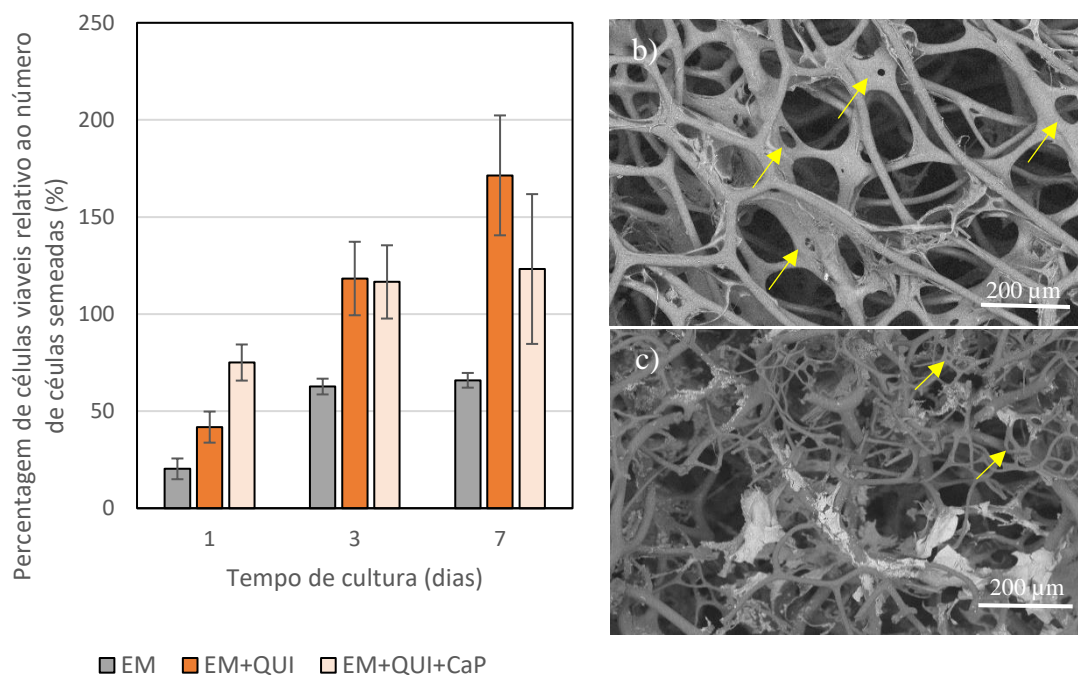 250
200
150
100
50
0
Percentagem de células viaveis relativo ao número
de céulas semeadas (%)
1 3 7
Tempo de cultura (dias)
EM EM+QUI EM+QUI+CaP
b)
200 µm
c)
200 µm